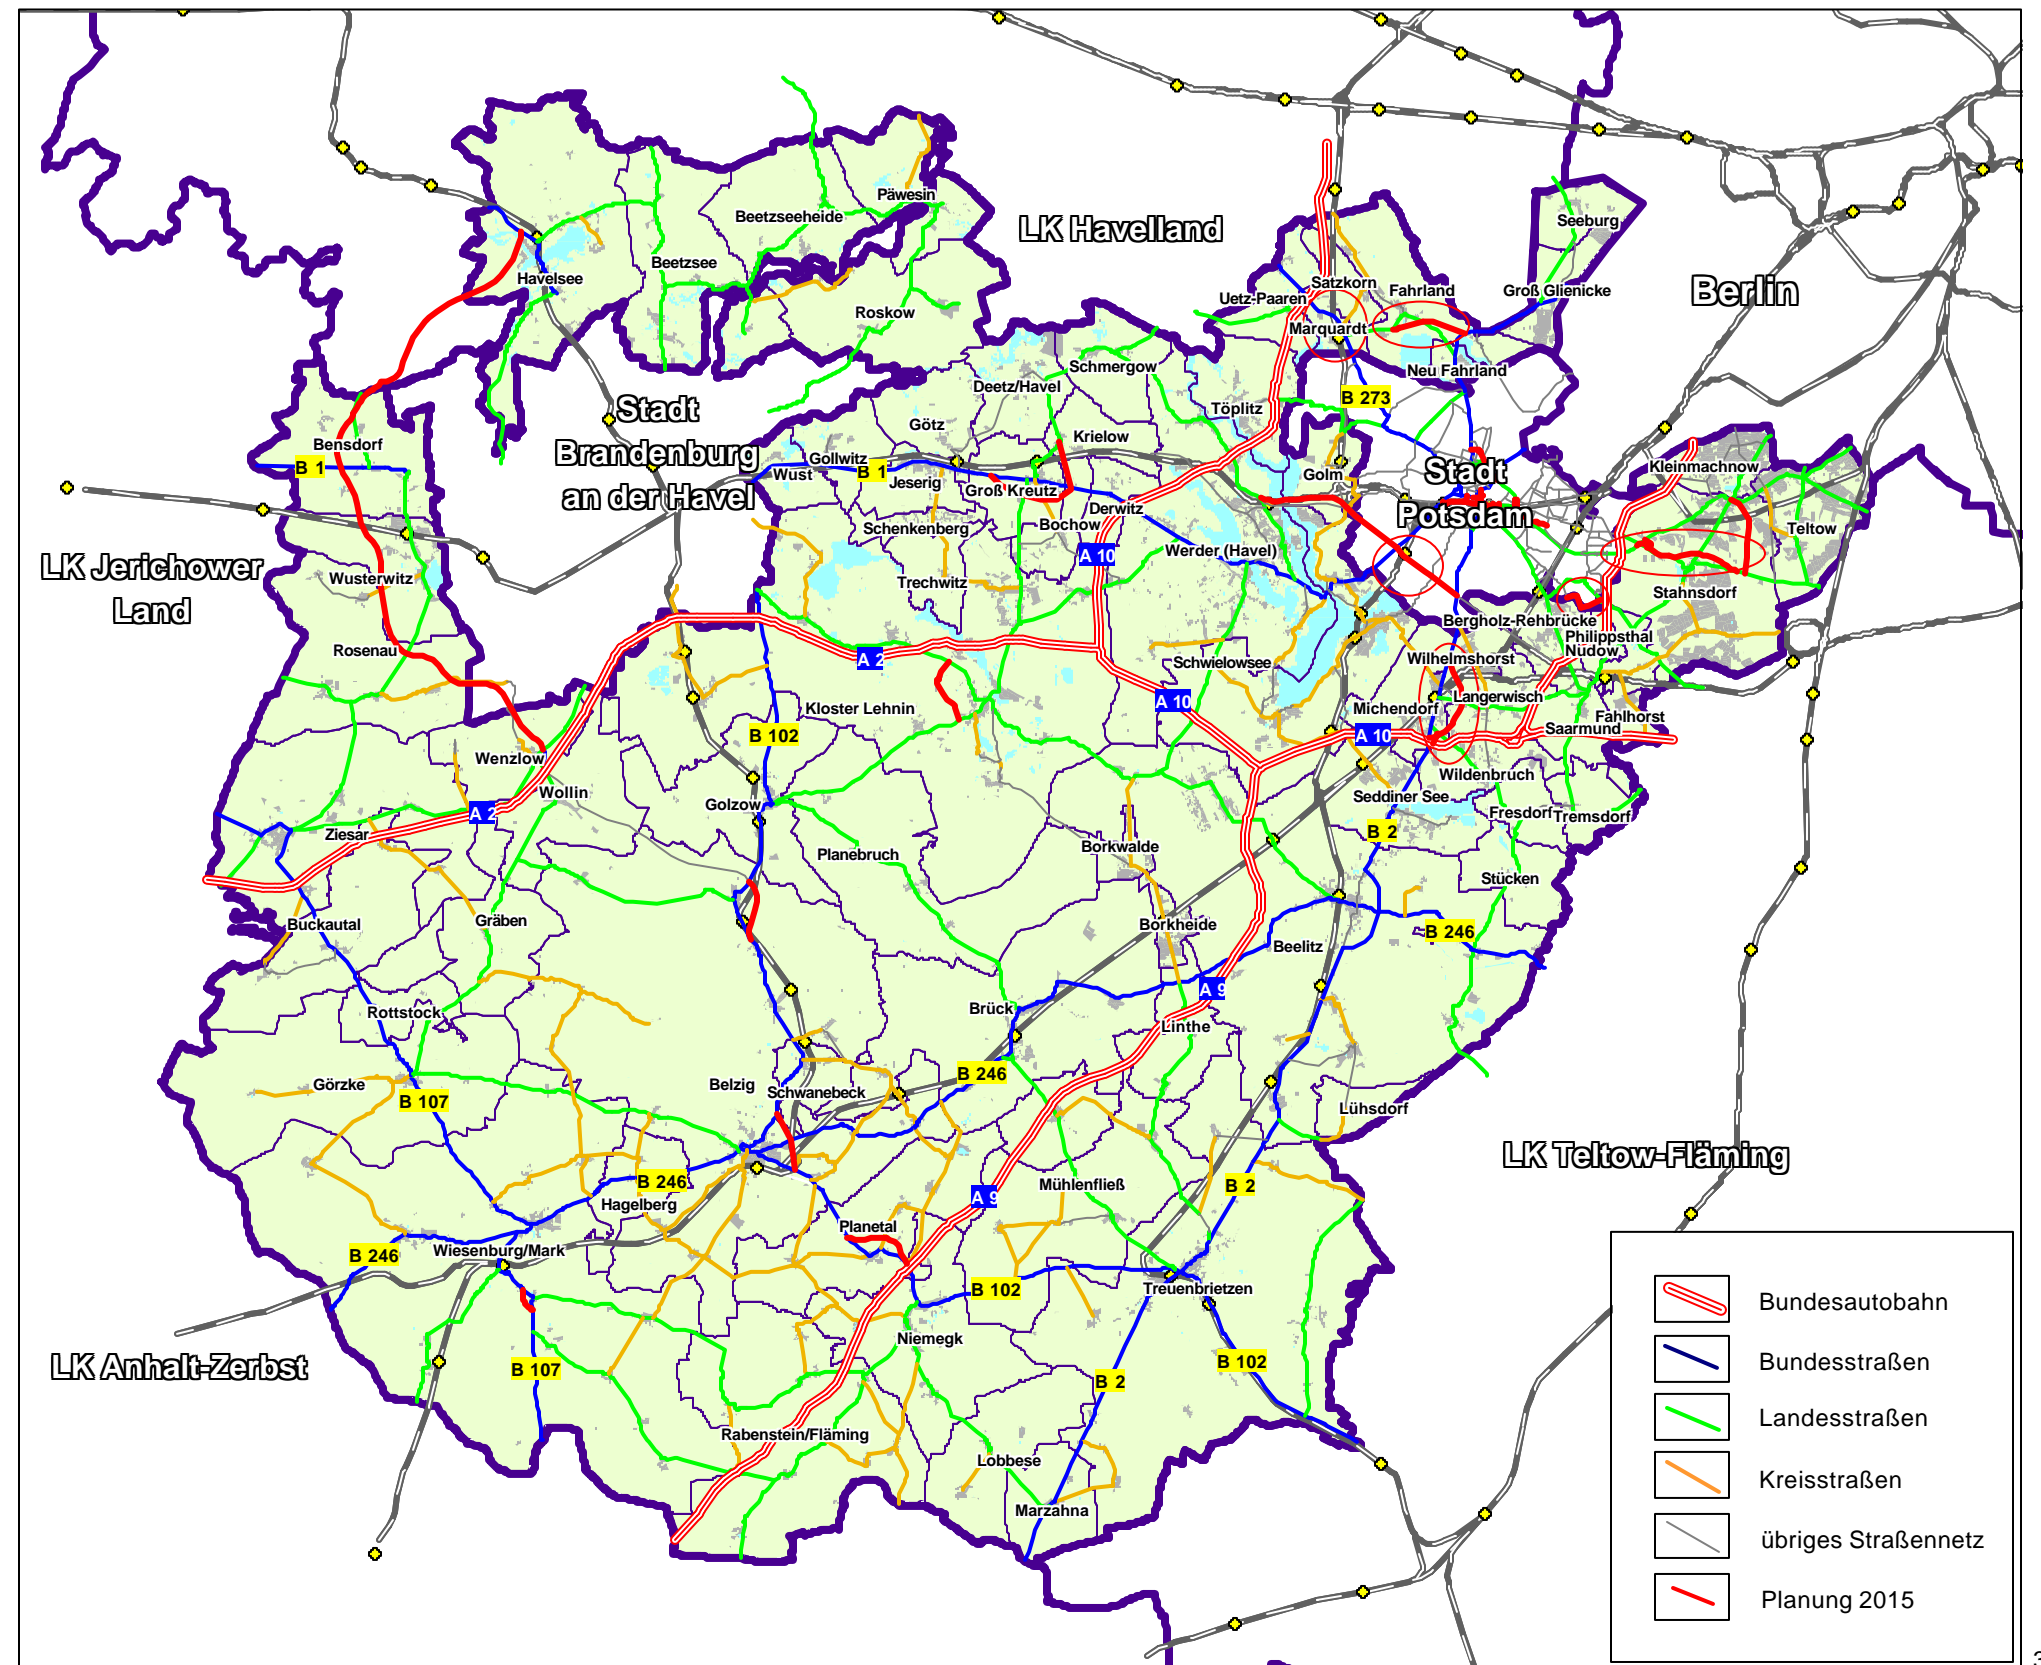 Päwesin
Beetzseeheide
LK Havelland
Seeburg
Beetzsee
Havelsee
Satzkorn
Fahrland
Groß Glienicke
Berlin
Uetz-Paaren
Roskow
Marquardt
Schmergow
Neu Fahrland
Deetz/Havel
B 273
Stadt
Brandenburg
an der Havel
Töplitz
Götz
Krielow
Bensdorf
B 1
Gollwitz
B 1
Wust
Jeserig
Groß Kreutz
Golm
Stadt
Potsdam
Kleinmachnow
Derwitz
Bochow
Schenkenberg
Teltow
A 10
Werder (Havel)
LK Jerichower
Land
Wusterwitz
Trechwitz
Stahnsdorf
Bergholz-Rehbrücke
Philippsthal
Nudow
Rosenau
A 2
Schwielowsee
Wilhelmshorst
Langerwisch
A 10
Michendorf
Kloster Lehnin
Fahlhorst
Saarmund
B 102
A 10
Wenzlow
Wildenbruch
Wollin
Seddiner See
Golzow
A 2
Fresdorf
Tremsdorf
Ziesar
B 2
Planebruch
Borkwalde
Stücken
Buckautal
Gräben
Borkheide
B 246
Beelitz
A 9
Rottstock
Brück
Linthe
Görzke
B 246
Belzig
Schwanebeck
B 107
Lühsdorf
LK Teltow-Fläming
B 246
Mühlenfließ
B 2
Hagelberg
A 9
Planetal
B 246
Wiesenburg/Mark
B 102
Treuenbrietzen
Niemegk
LK Anhalt-Zerbst
B 107
B 102
B 2
Rabenstein/Fläming
Lobbese
Marzahna
Bundesautobahn
Bundesstraßen
Landesstraßen
Kreisstraßen
übriges Straßennetz
Planung 2015